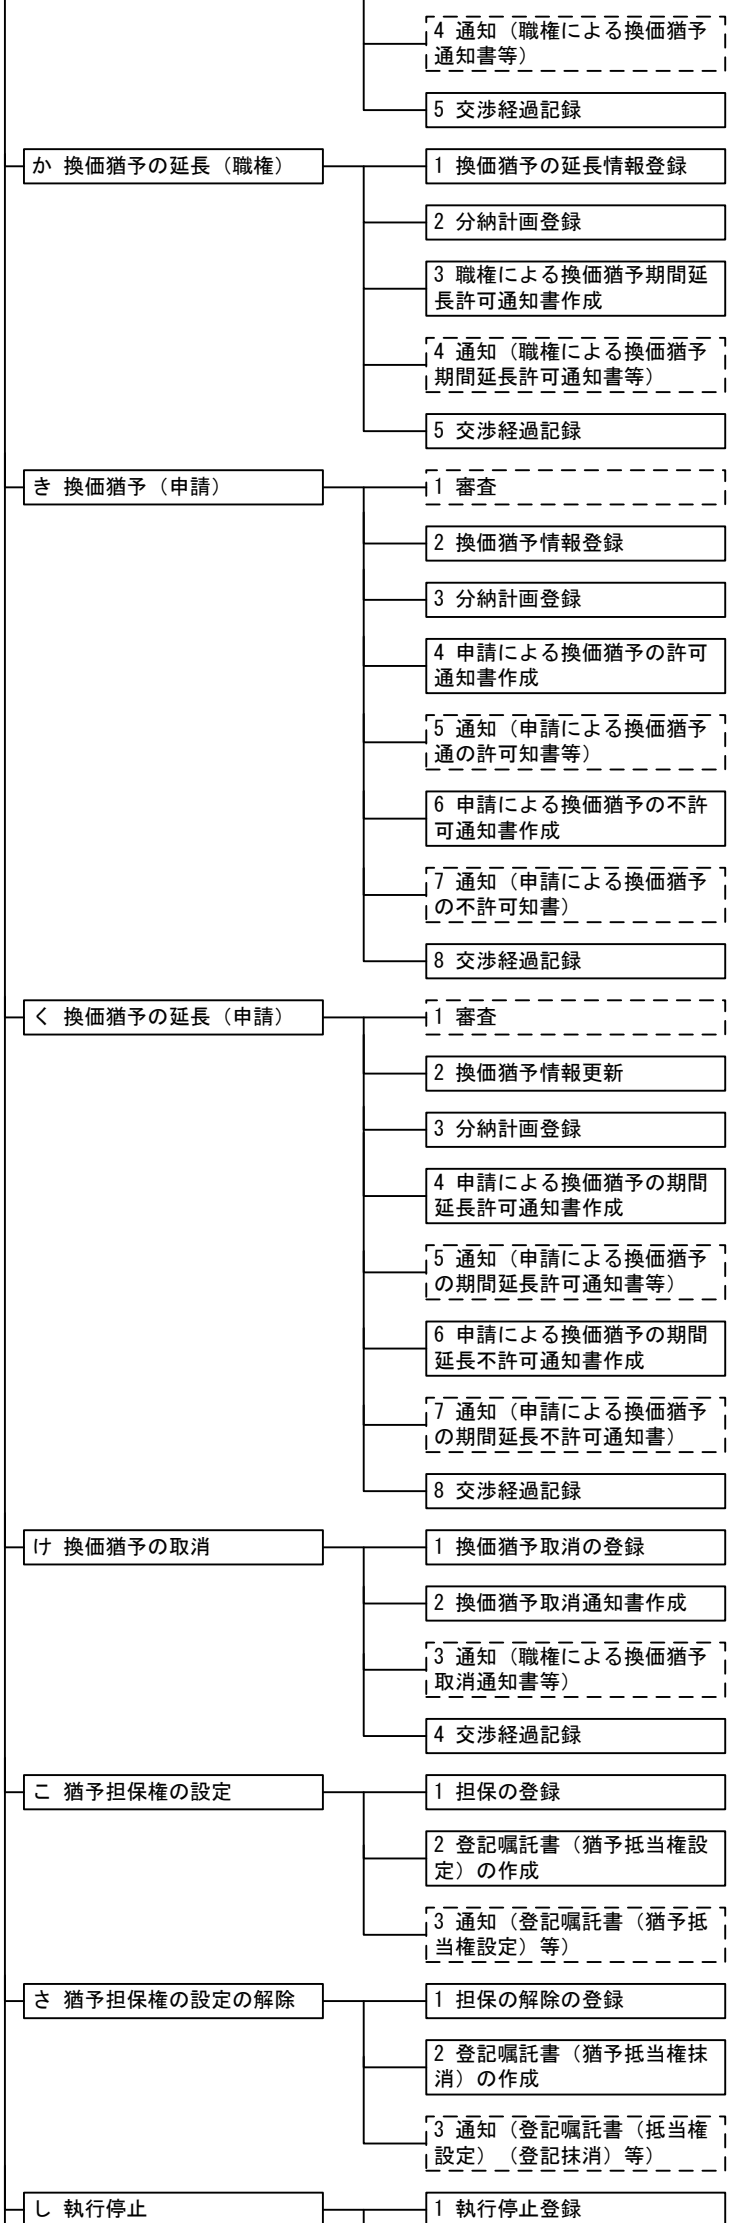 4 通知（職権による換価猶予
通知書等）
5 交渉経過記録
か 換価猶予の延長（職権）
1 換価猶予の延長情報登録
2 分納計画登録
3 職権による換価猶予期間延
長許可通知書作成
4 通知（職権による換価猶予
期間延長許可通知書等）
5 交渉経過記録
き 換価猶予（申請）
1 審査
2 換価猶予情報登録
3 分納計画登録
4 申請による換価猶予の許可
通知書作成
5 通知（申請による換価猶予
通の許可知書等）
6 申請による換価猶予の不許
可通知書作成
7 通知（申請による換価猶予
の不許可知書）
8 交渉経過記録
く 換価猶予の延長（申請）
1 審査
2 換価猶予情報更新
3 分納計画登録
4 申請による換価猶予の期間
延長許可通知書作成
5 通知（申請による換価猶予
の期間延長許可通知書等）
6 申請による換価猶予の期間
延長不許可通知書作成
7 通知（申請による換価猶予
の期間延長不許可通知書）
8 交渉経過記録
け 換価猶予の取消
1 換価猶予取消の登録
2 換価猶予取消通知書作成
3 通知（職権による換価猶予
取消通知書等）
4 交渉経過記録
こ 猶予担保権の設定
1 担保の登録
2 登記嘱託書（猶予抵当権設
定）の作成
3 通知（登記嘱託書（猶予抵
当権設定）等）
さ 猶予担保権の設定の解除
1 担保の解除の登録
2 登記嘱託書（猶予抵当権抹
消）の作成
3 通知（登記嘱託書（抵当権
設定）（登記抹消）等）
し 執行停止
1 執行停止登録